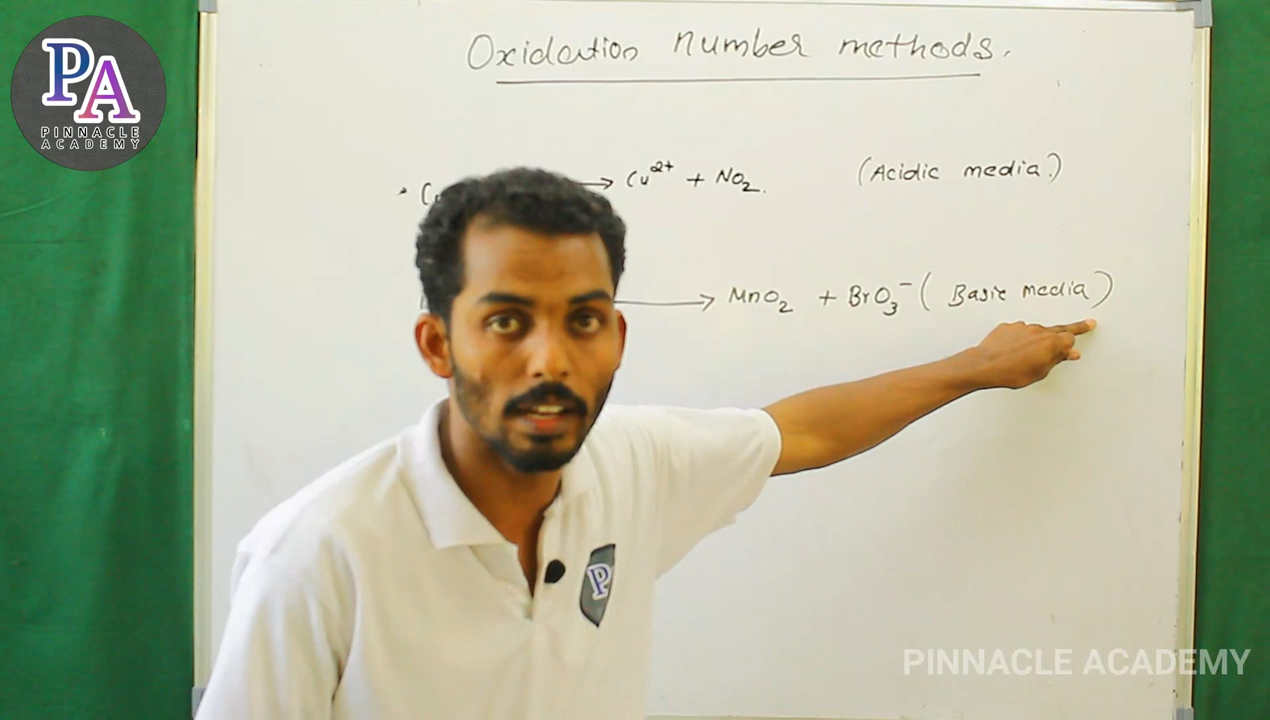 PA
PINNACLE
ACADEMY
Oxidation number methods.
Cu²⁺ + NO₂. (Acidic media.)
MnO₂ + BrO₃⁻ (Basic media)
P
PINNACLE ACADEMY